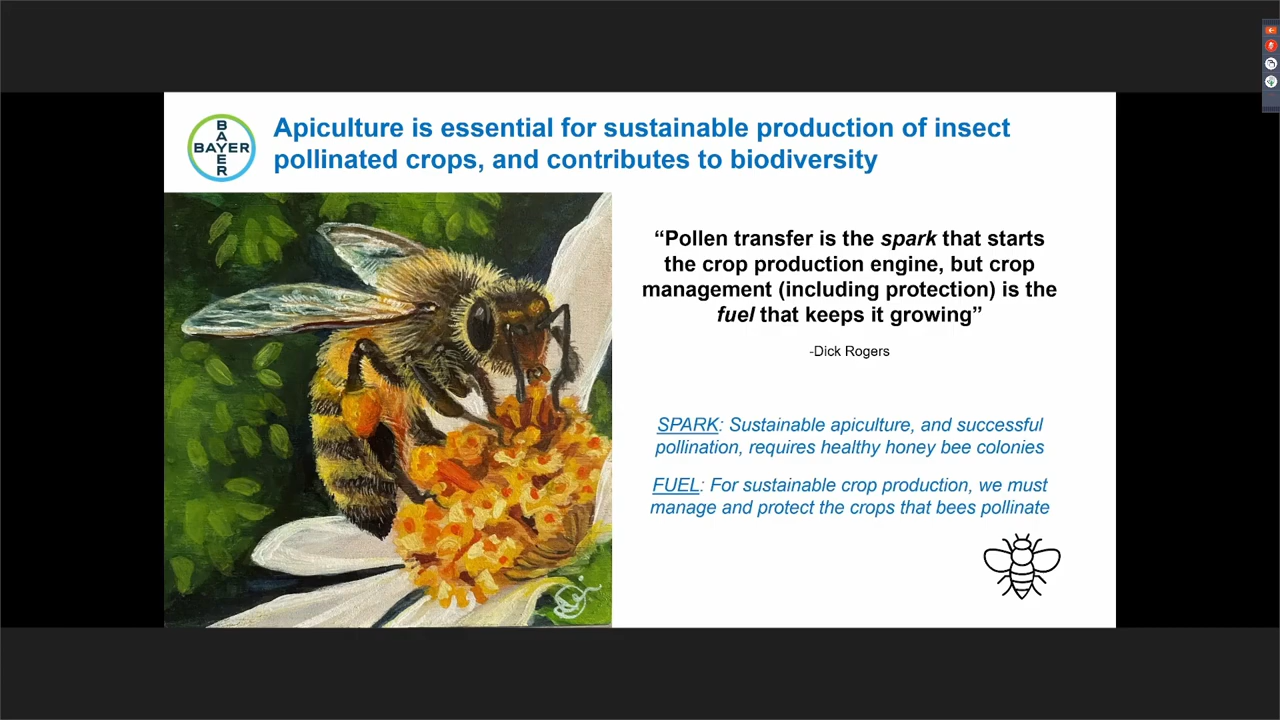 BAYER
BAYER
Apiculture is essential for sustainable production of insect
pollinated crops, and contributes to biodiversity
“Pollen transfer is the spark that starts
the crop production engine, but crop
management (including protection) is the
fuel that keeps it growing”
-Dick Rogers
SPARK: Sustainable apiculture, and successful
pollination, requires healthy honey bee colonies
FUEL: For sustainable crop production, we must
manage and protect the crops that bees pollinate